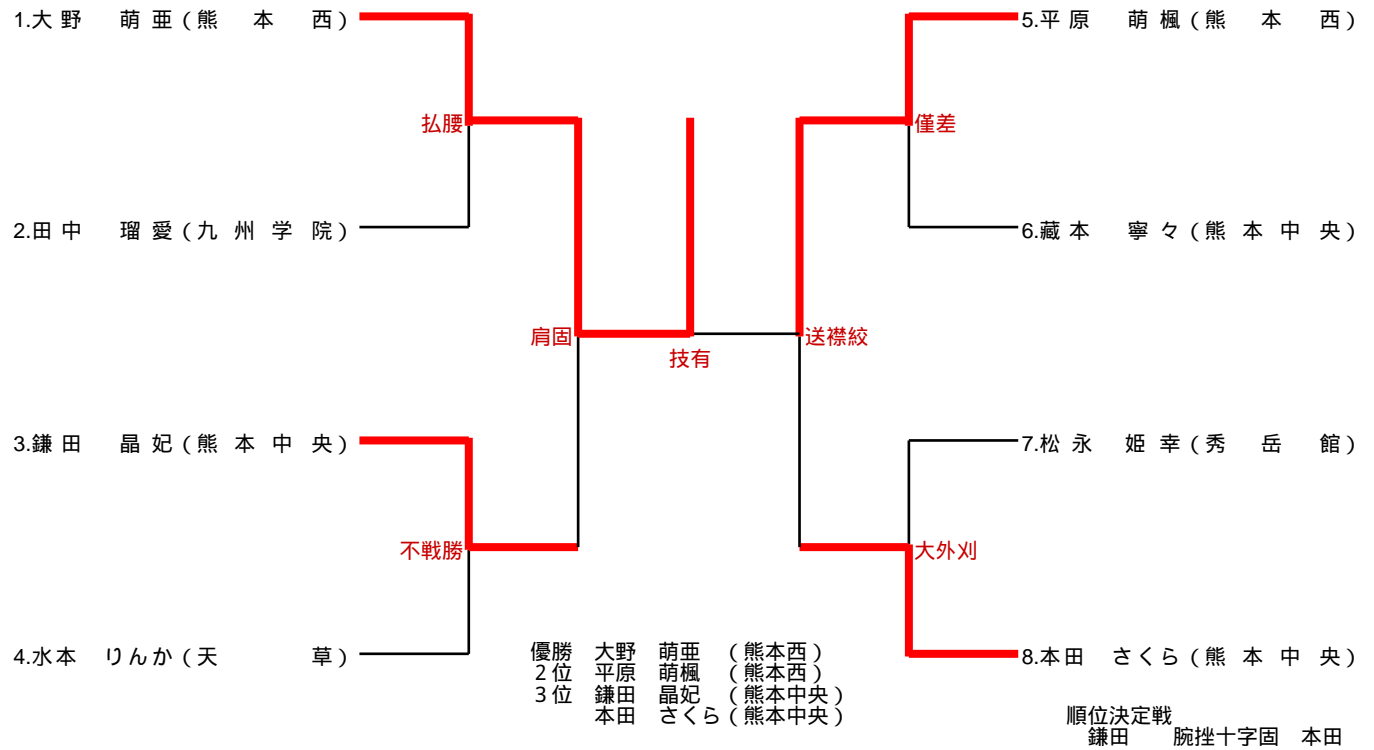 1.大野 萌亜(熊本西)
5.平原 萌楓(熊本西)
払腰
僅差
2.田中 瑠愛(九州学院)
6.藏本 寧々(熊本中央)
肩固
技有
送襟絞
3.鎌田 晶妃(熊本中央)
7.松永 姫幸(秀岳館)
不戦勝
大外刈
4.水本 りんか(天草)
8.本田 さくら(熊本中央)
優勝 大野 萌亜 (熊本西)
2位 平原 萌楓 (熊本西)
3位 鎌田 晶妃 (熊本中央)
本田 さくら(熊本中央)
順位決定戦
鎌田 腕挫十字固 本田